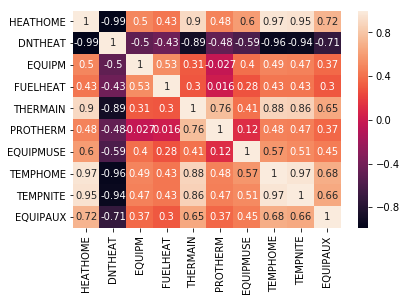 HEATHOME 1 -0.99 0.5 0.43 0.9 0.48 0.6 0.97 0.95 0.72
DNTHEAT -0.99 1 -0.5 -0.43 -0.89 -0.48 -0.59 -0.96 -0.94 -0.71
EQUIPM 0.5 -0.5 1 0.53 0.31 -0.027 0.4 0.49 0.47 0.37
FUELHEAT 0.43 -0.43 0.53 1 0.3 0.016 0.28 0.43 0.43 0.3
THERMAIN 0.9 -0.89 0.31 0.3 1 0.76 0.41 0.88 0.86 0.65
PROTHERM 0.48 -0.48 -0.027 0.016 0.76 1 0.12 0.48 0.47 0.37
EQUIPMUSE 0.6 -0.59 0.4 0.28 0.41 0.12 1 0.57 0.51 0.45
TEMPHOME 0.97 -0.96 0.49 0.43 0.88 0.48 0.57 1 0.97 0.68
TEMPNITE 0.95 -0.94 0.47 0.43 0.86 0.47 0.51 0.97 1 0.66
EQUIPAUX 0.72 -0.71 0.37 0.3 0.65 0.37 0.45 0.68 0.66 1
HEATHOME
DNTHEAT
EQUIPM
FUELHEAT
THERMAIN
PROTHERM
EQUIPMUSE
TEMPHOME
TEMPNITE
EQUIPAUX
0.8
0.4
0.0
-0.4
-0.8